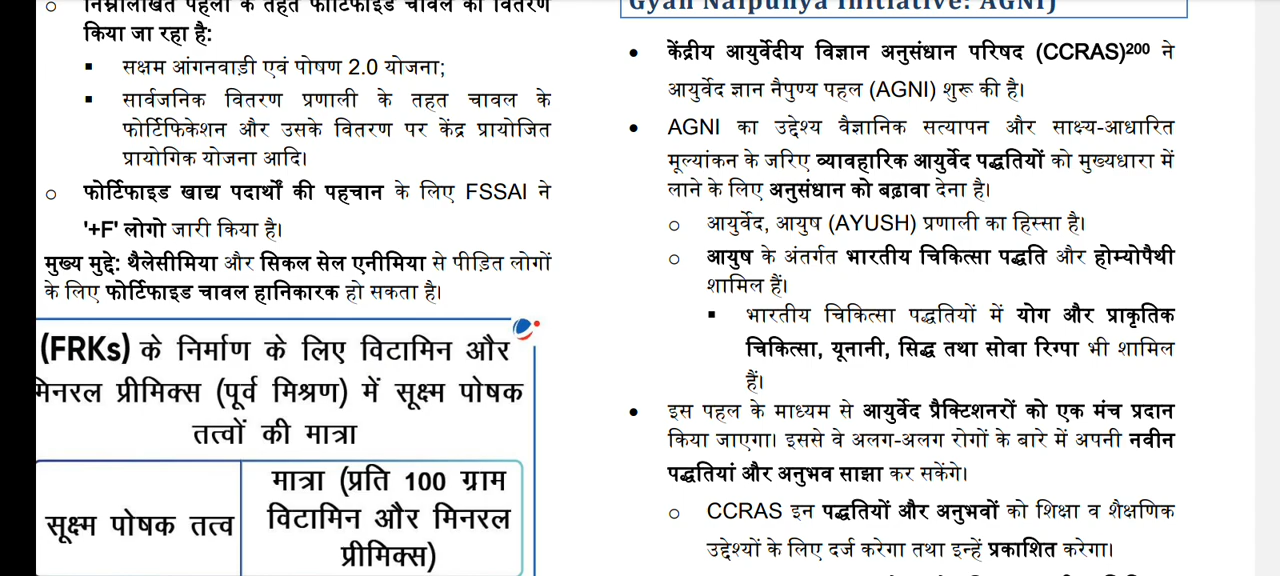 निम्नलिखित पहलों के तहत फोर्टिफाइड चावल का वितरण
किया जा रहा है:
सक्षम आंगनवाड़ी एवं पोषण 2.0 योजना;
सार्वजनिक वितरण प्रणाली के तहत चावल के
फोर्टिफिकेशन और उसके वितरण पर केंद्र प्रायोजित
प्रायोगिक योजना आदि।
फोर्टिफाइड खाद्य पदार्थों की पहचान के लिए FSSAI ने
'+F' लोगो जारी किया है।
मुख्य मुद्दे: थैलेसीमिया और सिकल सेल एनीमिया से पीड़ित लोगों
के लिए फोर्टिफाइड चावल हानिकारक हो सकता है।
(FRKs) के निर्माण के लिए विटामिन और
मिनरल प्रीमिक्स (पूर्व मिश्रण) में सूक्ष्म पोषक
तत्वों की मात्रा
सूक्ष्म पोषक तत्व
मात्रा (प्रति 100 ग्राम
विटामिन और मिनरल
प्रीमिक्स)
Gyan Naipunya Initiative: AGNI)
केंद्रीय आयुर्वेदीय विज्ञान अनुसंधान परिषद (CCRAS)200 ने
आयुर्वेद ज्ञान नैपुण्य पहल (AGNI) शुरू की है।
AGNI का उद्देश्य वैज्ञानिक सत्यापन और साक्ष्य-आधारित
मूल्यांकन के जरिए व्यावहारिक आयुर्वेद पद्धतियों को मुख्यधारा में
लाने के लिए अनुसंधान को बढ़ावा देना है।
आयुर्वेद, आयुष (AYUSH) प्रणाली का हिस्सा है।
आयुष के अंतर्गत भारतीय चिकित्सा पद्धति और होम्योपैथी
शामिल हैं।
भारतीय चिकित्सा पद्धतियों में योग और प्राकृतिक
चिकित्सा, यूनानी, सिद्ध तथा सोवा रिग्पा भी शामिल
हैं।
इस पहल के माध्यम से आयुर्वेद प्रैक्टिशनरों को एक मंच प्रदान
किया जाएगा। इससे वे अलग-अलग रोगों के बारे में अपनी नवीन
पद्धतियां और अनुभव साझा कर सकेंगे।
CCRAS इन पद्धतियों और अनुभवों को शिक्षा व शैक्षणिक
उद्देश्यों के लिए दर्ज करेगा तथा इन्हें प्रकाशित करेगा।